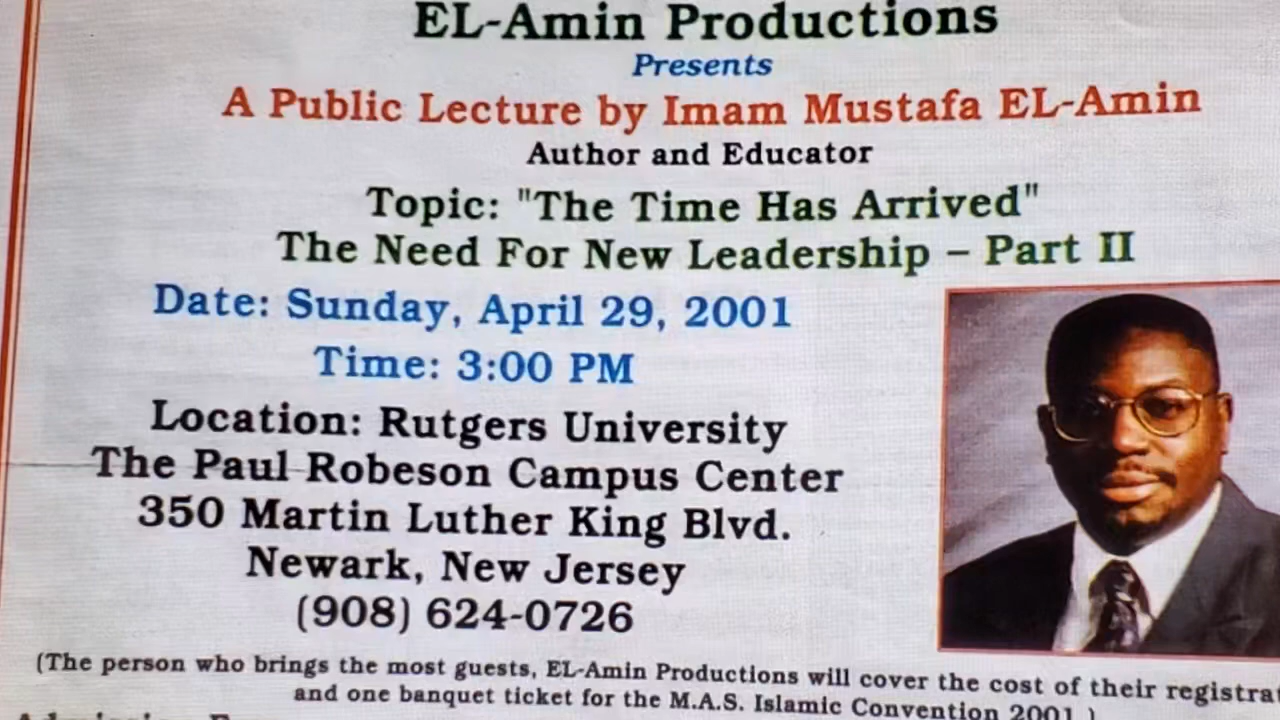 EL-Amin Productions
Presents
A Public Lecture by Imam Mustafa EL-Amin
Author and Educator
Topic: "The Time Has Arrived"
The Need For New Leadership – Part II
Date: Sunday, April 29, 2001
Time: 3:00 PM
Location: Rutgers University
The Paul Robeson Campus Center
350 Martin Luther King Blvd.
Newark, New Jersey
(908) 624-0726
(The person who brings the most guests, EL-Amin Productions will cover the cost of their
and one banquet ticket for the M.A.S. Islamic Convention 2001.)